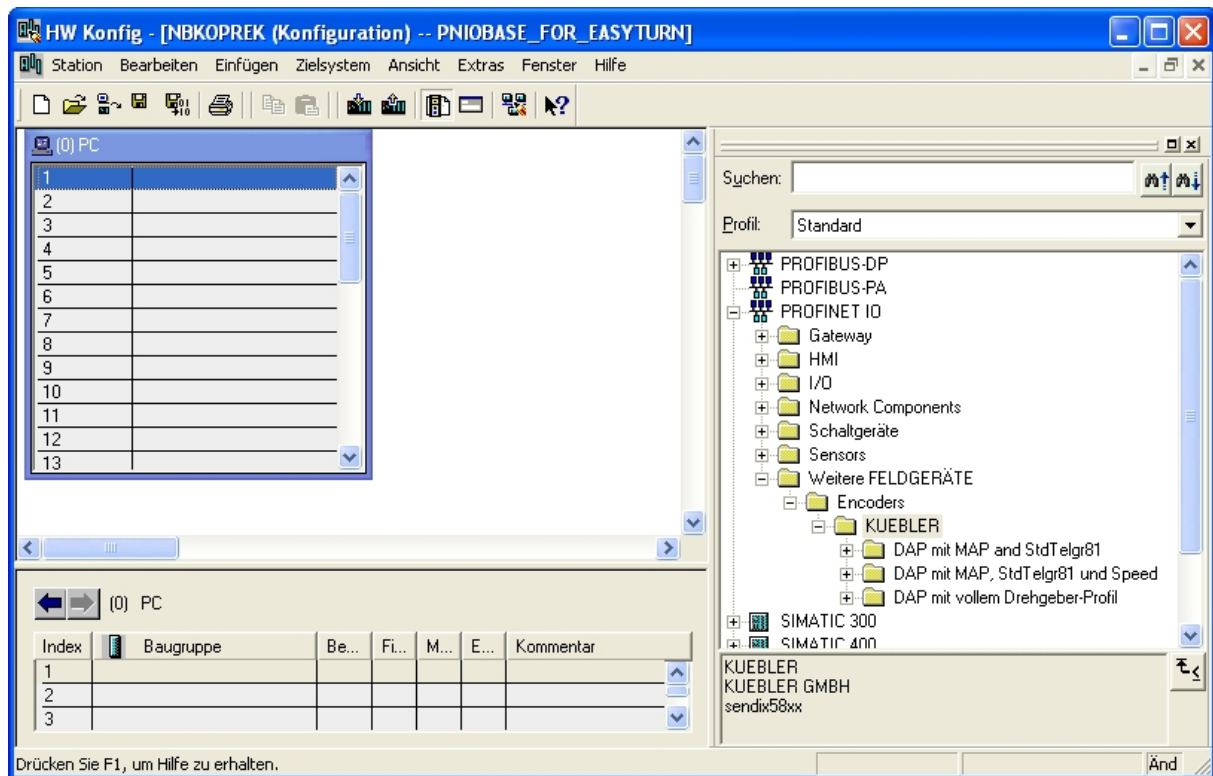 HW Konfig - [NBKOPREK (Konfiguration) -- PNIOBASE_FOR_EASYTURN]
Station Bearbeiten Einfügen Zielsystem Ansicht Extras Fenster Hilfe
(0) PC
1
2
3
4
5
6
7
8
9
10
11
12
13
Suchen:
Profil: Standard
PROFIBUS-DP
PROFIBUS-PA
PROFINET IO
Gateway
HMI
I/O
Network Components
Schaltgeräte
Sensors
Weitere FELDGERÄTE
Encoders
KUEBLER
DAP mit MAP and StdTelgr81
DAP mit MAP, StdTelgr81 und Speed
DAP mit vollem Drehgeber-Profil
SIMATIC 300
SIMATIC 400
KUEBLER
KUEBLER GMBH
sendix58xx
(0) PC
Index Baugruppe Be... Fi... M... E... Kommentar
1
2
3
Drücken Sie F1, um Hilfe zu erhalten. Änd